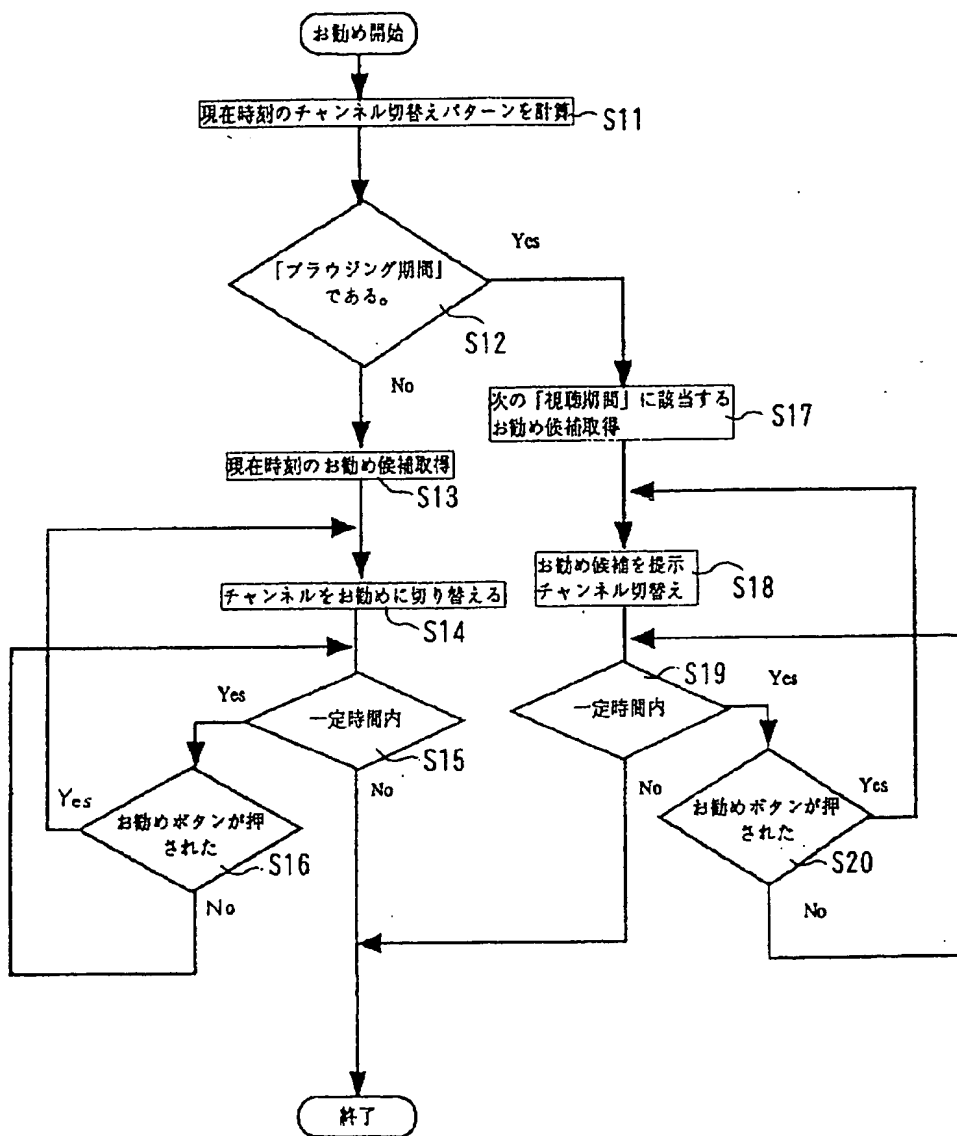 お勧め開始
現在時刻のチャンネル切替えパターンを計算
S11
「ブラウジング期間」
である。
S12
Yes
No
次の「視聴期間」に該当する
お勧め候補取得
S17
現在時刻のお勧め候補取得
S13
お勧め候補を提示
チャンネル切替え
S18
チャンネルをお勧めに切り替える
S14
一定時間内
S15
Yes
No
一定時間内
S19
Yes
No
お勧めボタンが押
された
S16
Yes
No
お勧めボタンが押
された
S20
Yes
No
終了